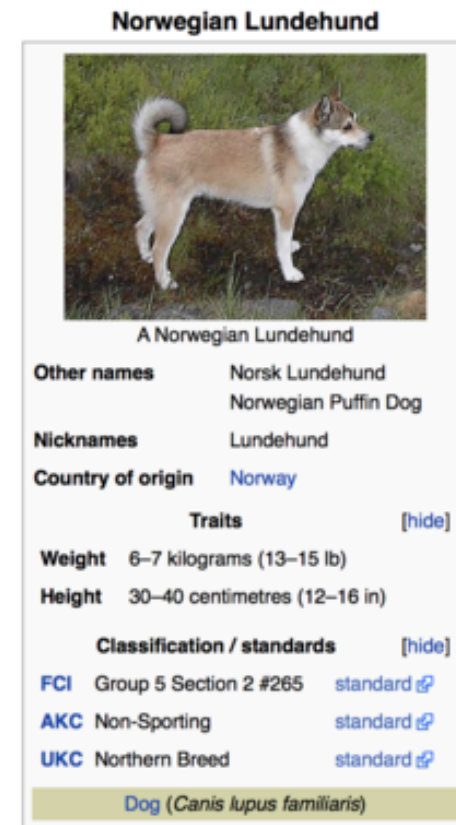 Norwegian Lundehund
A Norwegian Lundehund
Other names Norsk Lundehund
Norwegian Puffin Dog
Nicknames Lundehund
Country of origin Norway
Traits [hide]
Weight 6–7 kilograms (13–15 lb)
Height 30–40 centimetres (12–16 in)
Classification / standards [hide]
FCI Group 5 Section 2 #265 standard
AKC Non-Sporting standard
UKC Northern Breed standard
Dog (Canis lupus familiaris)